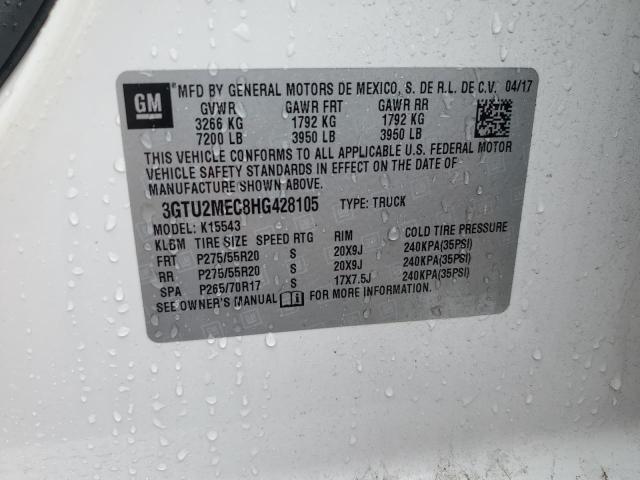 GM
® MFD BY GENERAL MOTORS DE MEXICO, S. DE R.L. DE C.V. 04/17
GVWR GAWR FRT GAWR RR
3266 KG 1792 KG 1792 KG
7200 LB 3950 LB 3950 LB
THIS VEHICLE CONFORMS TO ALL APPLICABLE U.S. FEDERAL MOTOR
VEHICLE SAFETY STANDARDS IN EFFECT ON THE DATE OF
MANUFACTURE SHOWN ABOVE.
3GTU2MEC8HG428105 TYPE: TRUCK
MODEL: K15543
KLBM TIRE SIZE SPEED RTG RIM COLD TIRE PRESSURE
FRT P275/55R20 S 20X9J 240KPA(35PSI)
RR P275/55R20 S 20X9J 240KPA(35PSI)
SPA P265/70R17 S 17X7.5J 240KPA(35PSI)
SEE OWNER'S MANUAL FOR MORE INFORMATION.